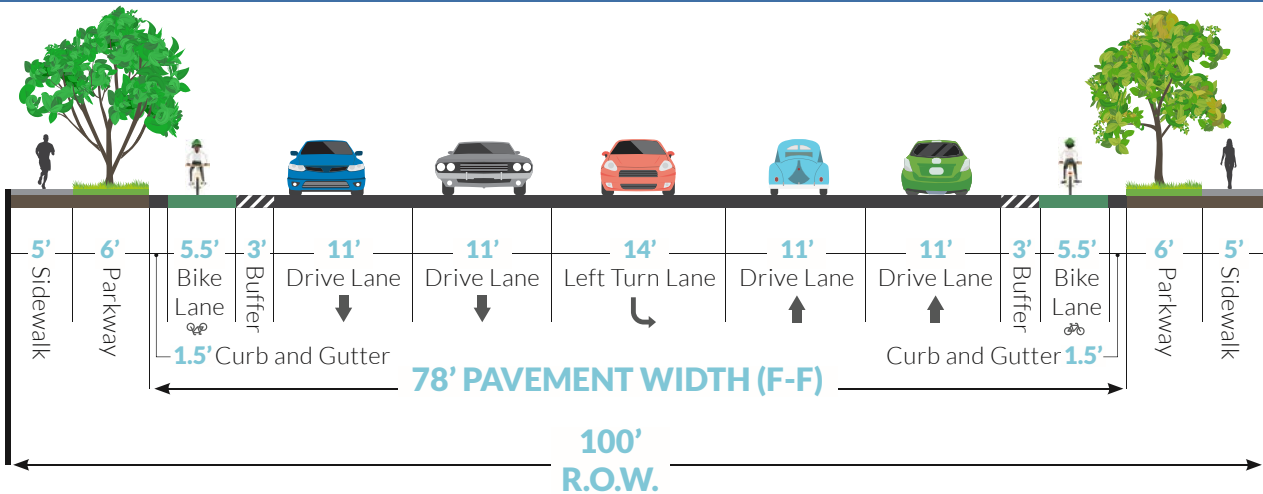 5’ 6’ 5.5’ 3’ 11’ 11’ 14’ 11’ 11’ 3’ 5.5’ 6’ 5’
Sidewalk
Parkway
Bike
Lane
Buffer
Drive Lane
Drive Lane
Left Turn Lane
Drive Lane
Drive Lane
Buffer
Bike
Lane
Parkway
Sidewalk
1.5’ Curb and Gutter
Curb and Gutter 1.5’
78’ PAVEMENT WIDTH (F-F)
100’
R.O.W.